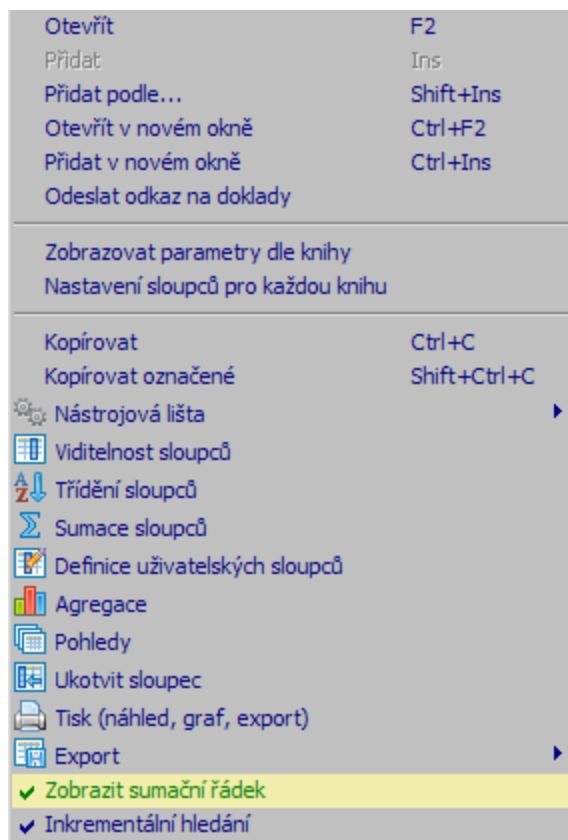 Otevřít F2
Přidat Ins
Přidat podle... Shift+Ins
Otevřít v novém okně Ctrl+F2
Přidat v novém okně Ctrl+Ins
Odeslat odkaz na doklady
Zobrazovat parametry dle knihy
Nastavení sloupců pro každou knihu
Kopírovat Ctrl+C
Kopírovat označené Shift+Ctrl+C
Nástrojová lišta
Viditelnost sloupců
Třídění sloupců
Sumace sloupců
Definice uživatelských sloupců
Agregace
Pohledy
Ukotvit sloupec
Tisk (náhled, graf, export)
Export
Zobrazit sumační řádek
Inkrementální hledání